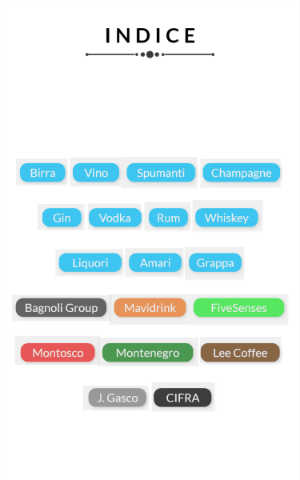 INDICE
Birra Vino Spumanti Champagne
Gin Vodka Rum Whiskey
Liquori Amari Grappa
Bagnoli Group Mavidrink FiveSenses
Montosco Montenegro Lee Coffee
J. Gasco CIFRA